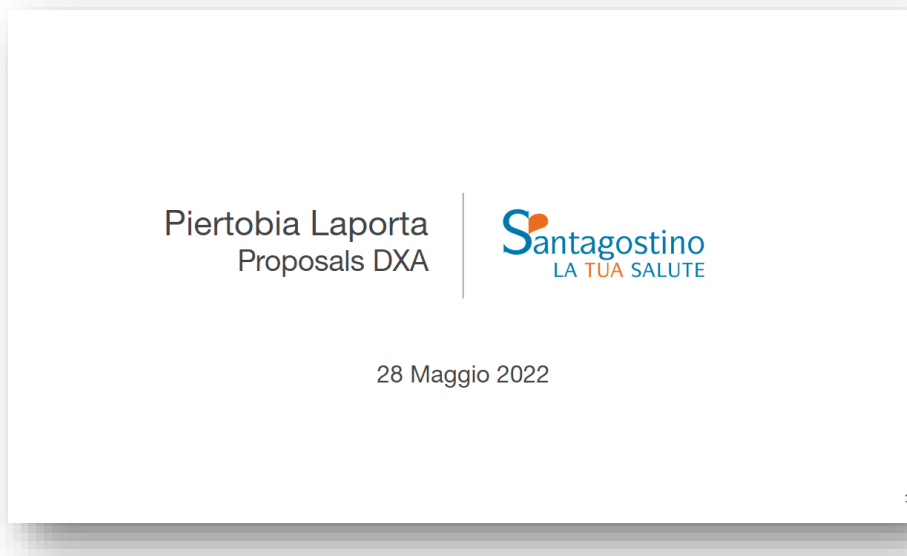 Piertobia Laporta
Proposals DXA
Santagostino
LA TUA SALUTE
28 Maggio 2022